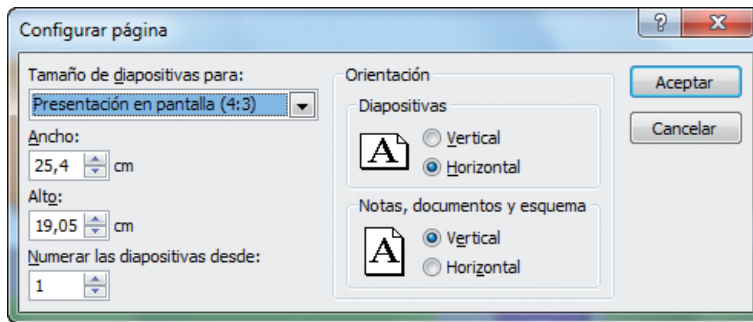 Configurar página
Tamaño de diapositivas para:
Presentación en pantalla (4:3)
Ancho:
25,4 cm
Alto:
19,05 cm
Numerar las diapositivas desde:
1
Orientación
Diapositivas
A
Vertical
Horizontal
Notas, documentos y esquema
A
Vertical
Horizontal
Aceptar
Cancelar